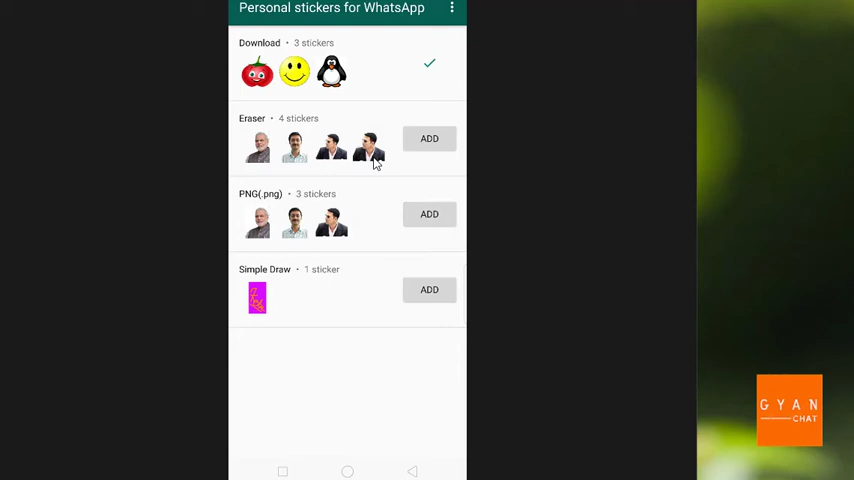 Personal stickers for WhatsApp
Download • 3 stickers
Eraser • 4 stickers
ADD
PNG(.png) • 3 stickers
ADD
Simple Draw • 1 sticker
ADD
GYAN
CHAT